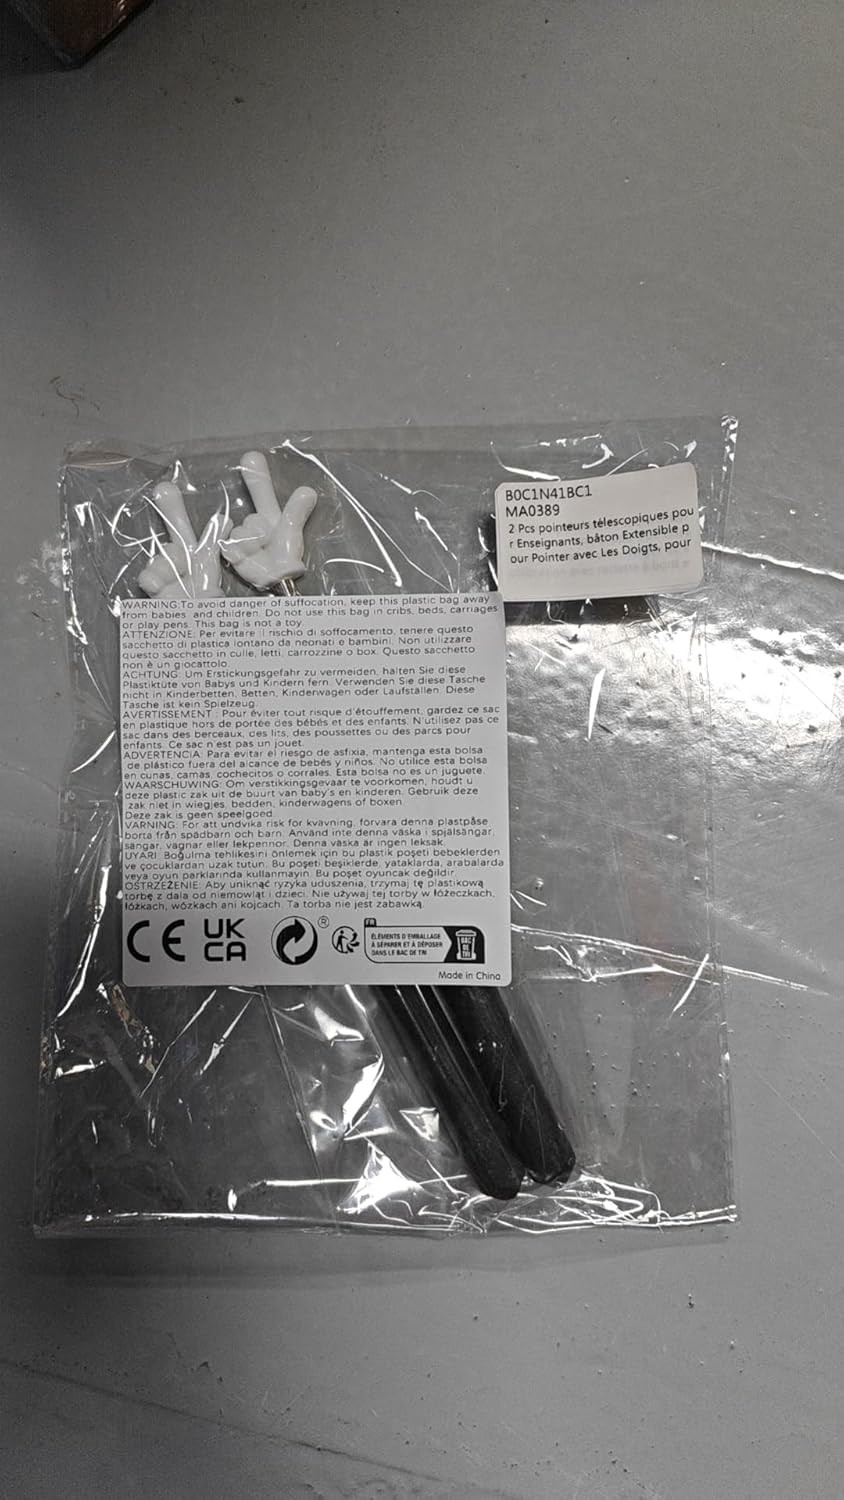 B0C1N41BC1
MA0389
2 Pcs pointeurs télescopiques pou
r Enseignants, bâton Extensible p
our Pointer avec Les Doigts, pour
WARNING:To avoid danger of suffocation, keep this plastic bag away
from babies and children. Do not use this bag in cribs, beds, carriages
or play pens. This bag is not a toy.
ATTENZIONE: Per evitare il rischio di soffocamento, tenere questo
sacchetto di plastica lontano da neonati o bambini. Non utilizzare
questo sacchetto in culle, letti, carrozzine o box. Questo sacchetto
non è un giocattolo.
ACHTUNG: Um Erstickungsgefahr zu vermeiden, halten Sie diese
Plastiktüte von Babys und Kindern fern. Verwenden Sie diese Tasche
nicht in Kinderbetten, Betten, Kinderwagen oder Laufställen. Diese
Tasche ist kein Spielzeug.
AVERTISSEMENT : Pour éviter tout risque d'étouffement, gardez ce sac
en plastique hors de portée des bébés et des enfants. N'utilisez pas ce
sac dans des berceaux, des lits, des poussettes ou des parcs pour
enfants. Ce sac n'est pas un jouet.
ADVERTENCIA: Para evitar el riesgo de asfixia, mantenga esta bolsa
de plástico fuera del alcance de bebés y niños. No utilice esta bolsa
en cunas, camas, cochecitos o corrales. Esta bolsa no es un juguete.
WAARSCHUWING: Om verstikkingsgevaar te voorkomen, houdt u
deze plastic zak uit de buurt van baby's en kinderen. Gebruik deze
zak niet in wiegjes, bedden, kinderwagens of boxen.
Deze zak is geen speelgoed.
VARNING: För att undvika risk för kvävning, förvara denna plastpåse
borta från spädbarn och barn. Använd inte denna väska i spjälsängar,
sängar, vagnar eller lekpennor. Denna väska är ingen leksak.
UYARI: Boğulma tehlikesini önlemek için bu plastik poşeti bebeklerden
ve çocuklardan uzak tutun. Bu poşeti beşiklerde, yataklarda, arabalarda
veya oyun parklarında kullanmayın. Bu poşet oyuncak değildir.
OSTRZEŻENIE: Aby uniknąć ryzyka uduszenia, trzymaj tę plastikową
torbę z dala od niemowląt i dzieci. Nie używaj tej torby w łóżeczkach,
łóżkach, wózkach ani kojcach. Ta torba nie jest zabawką.
CE UK
CA
®
FR
ÉLÉMENTS D'EMBALLAGE
À SÉPARER ET À DÉPOSER
DANS LE BAC DE TRI
BAC
DE
TRI
Made in China